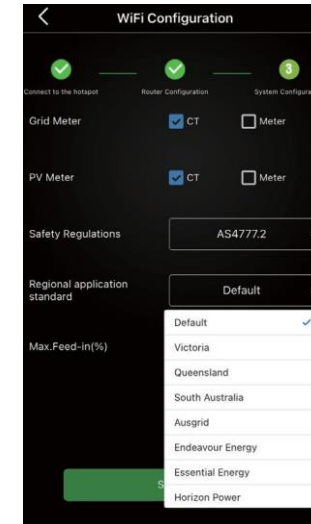 WiFi Configuration
3
Connect to the hotspot Router Configuration System Configura
Grid Meter CT Meter
PV Meter CT Meter
Safety Regulations AS4777.2
Regional application
standard
Default
Default
Max.Feed-in(%)
Victoria
Queensland
South Australia
Ausgrid
Endeavour Energy
Essential Energy
Horizon Power
S